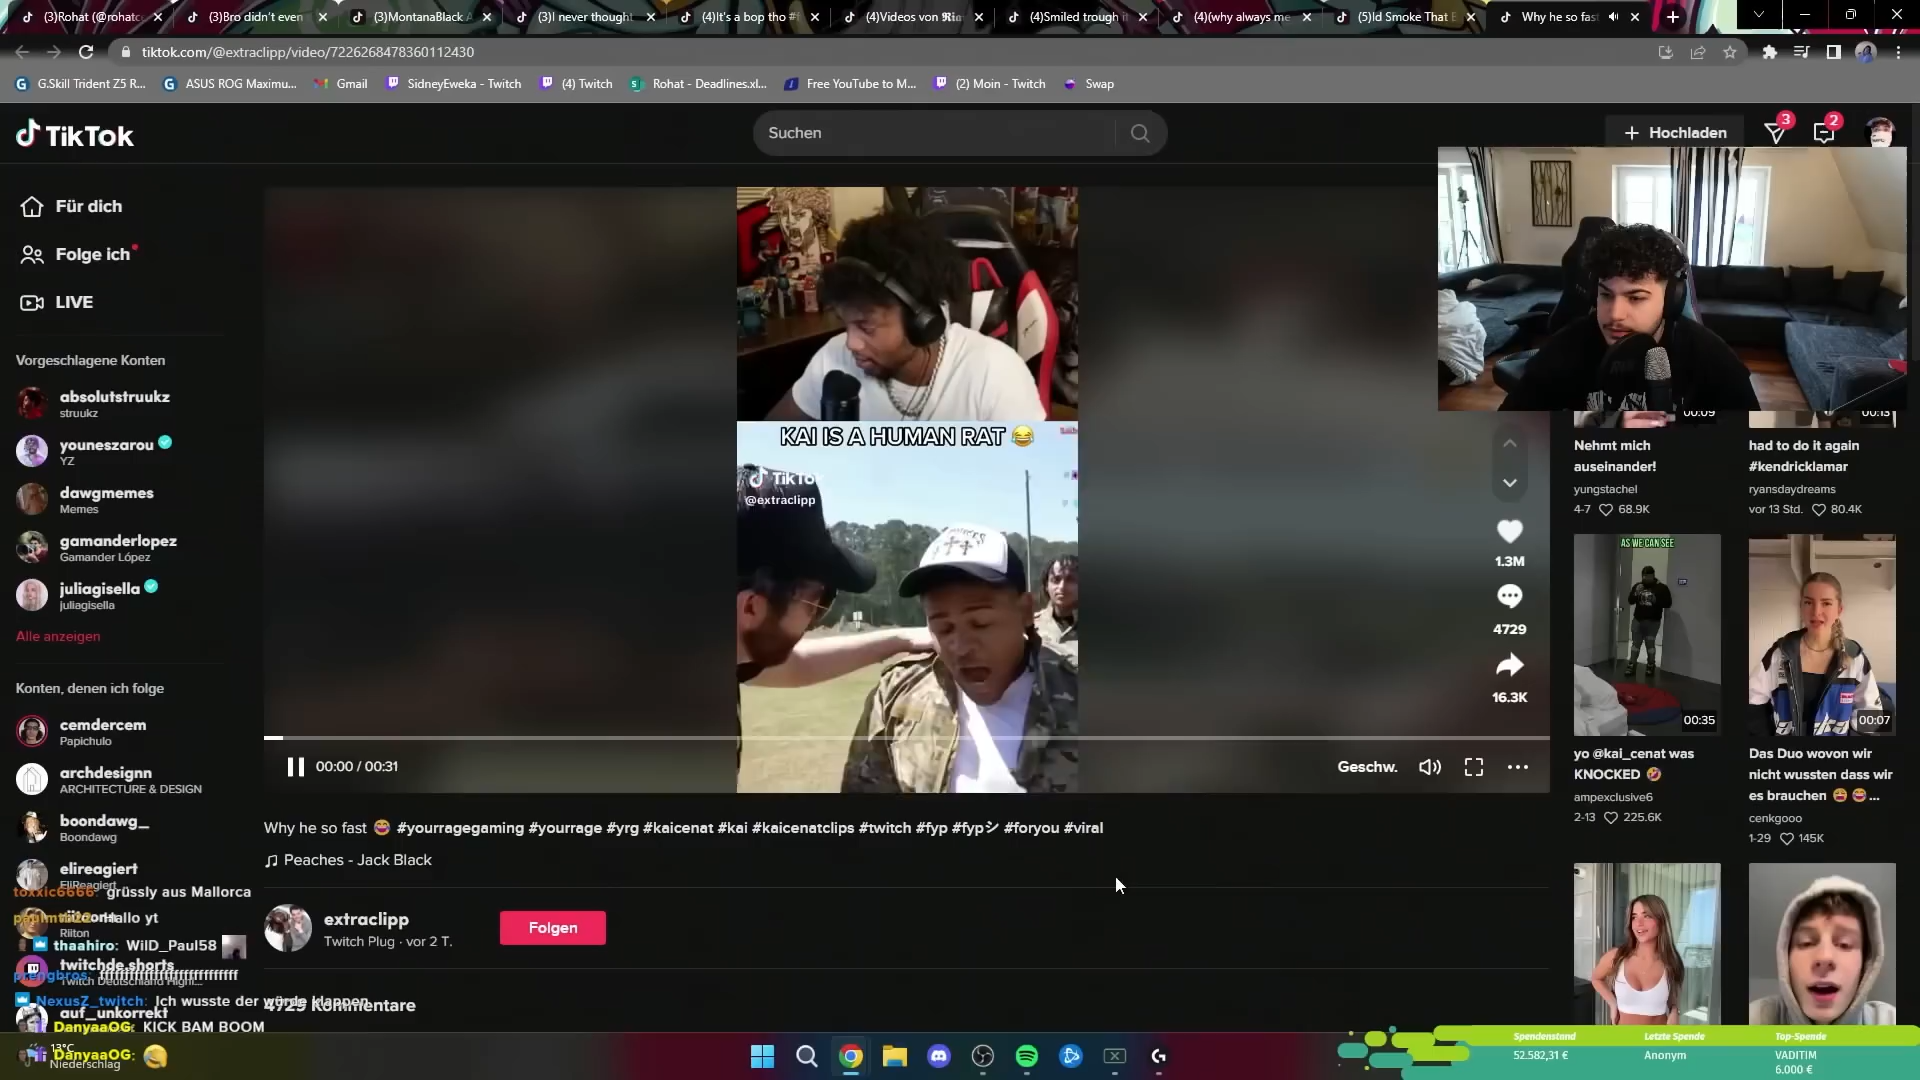 (3)Rohat (@rohatc
(3)Bro didn't even
(3)MontanaBlack
(3)I never thought
(4)It's a bop tho #f
(4)Videos von
(4)Smiled trough it
(4)(why always me
(5)Id Smoke That B
Why he so fast
tiktok.com/@extraclipp/video/7226268478360112430
G.Skill Trident Z5 R...
ASUS ROG Maximu...
Gmail
SidneyEweka - Twitch
(4) Twitch
Rohat - Deadlines.xl...
Free YouTube to M...
(2) Moin - Twitch
Swap
TikTok
Suchen
Hochladen
3
2
Für dich
Folge ich
LIVE
Vorgeschlagene Konten
absolutstruukz
struukz
youneszarou
YZ
dawgmemes
Memes
gamanderlopez
Gamander López
juliagisella
juliagisella
Alle anzeigen
Konten, denen ich folge
cemdercem
Papichulo
archdesignn
ARCHITECTURE & DESIGN
boondawg_
Boondawg
elireagiert
EliReagiert
Riiton
twitchde.shorts
auf_unkorrekt
toxxic6666: grüssly aus Mallorca
Hallo yt
thaahiro: WilD_Paul58
prengbros: ffffffffffffffffffffffffff
NexusZ_twitch: Ich wusste der würde klappen
DanyaaOG: KICK BAM BOOM
DanyaaOG:
13°C
Niederschlag
KAI IS A HUMAN RAT 😂
TikTok
@extraclipp
1.3M
4729
16.3K
00:00 / 00:31
Geschw.
Why he so fast 😂 #yourragegaming #yourrage #yrg #kaicenat #kai #kaicenatclips #twitch #fyp #fypシ #foryou #viral
Peaches - Jack Black
extraclipp
Twitch Plug · vor 2 T.
Folgen
4729 Kommentare
00:09
Nehmt mich
auseinander!
yungstachel
4-7 68.9K
00:13
had to do it again
#kendricklamar
ryansdaydreams
vor 13 Std. 80.4K
AS WE CAN SEE
00:35
yo @kai_cenat was
KNOCKED 🤣
ampexclusive6
2-13 225.6K
00:07
Das Duo wovon wir
nicht wussten dass wir
es brauchen 😂 😂...
cenkgooo
1-29 145K
Spendenstand
52.582,31 €
Letzte Spende
Anonym
Top-Spende
VADITIM
6.000 €